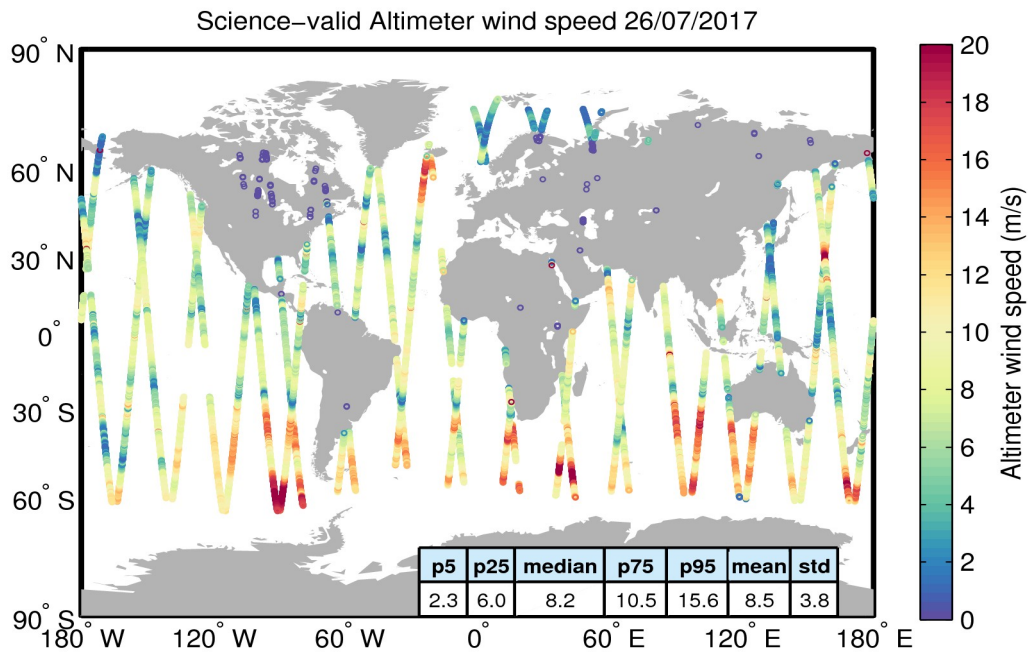 Science−valid Altimeter wind speed 26/07/2017
90° N
60° N
30° N
0°
30° S
60° S
90° S
180° W
120° W
60° W
0°
60° E
120° E
180° E
p5 p25 median p75 p95 mean std
2.3 6.0 8.2 10.5 15.6 8.5 3.8
20
18
16
14
12
10
8
6
4
2
0
Altimeter wind speed (m/s)